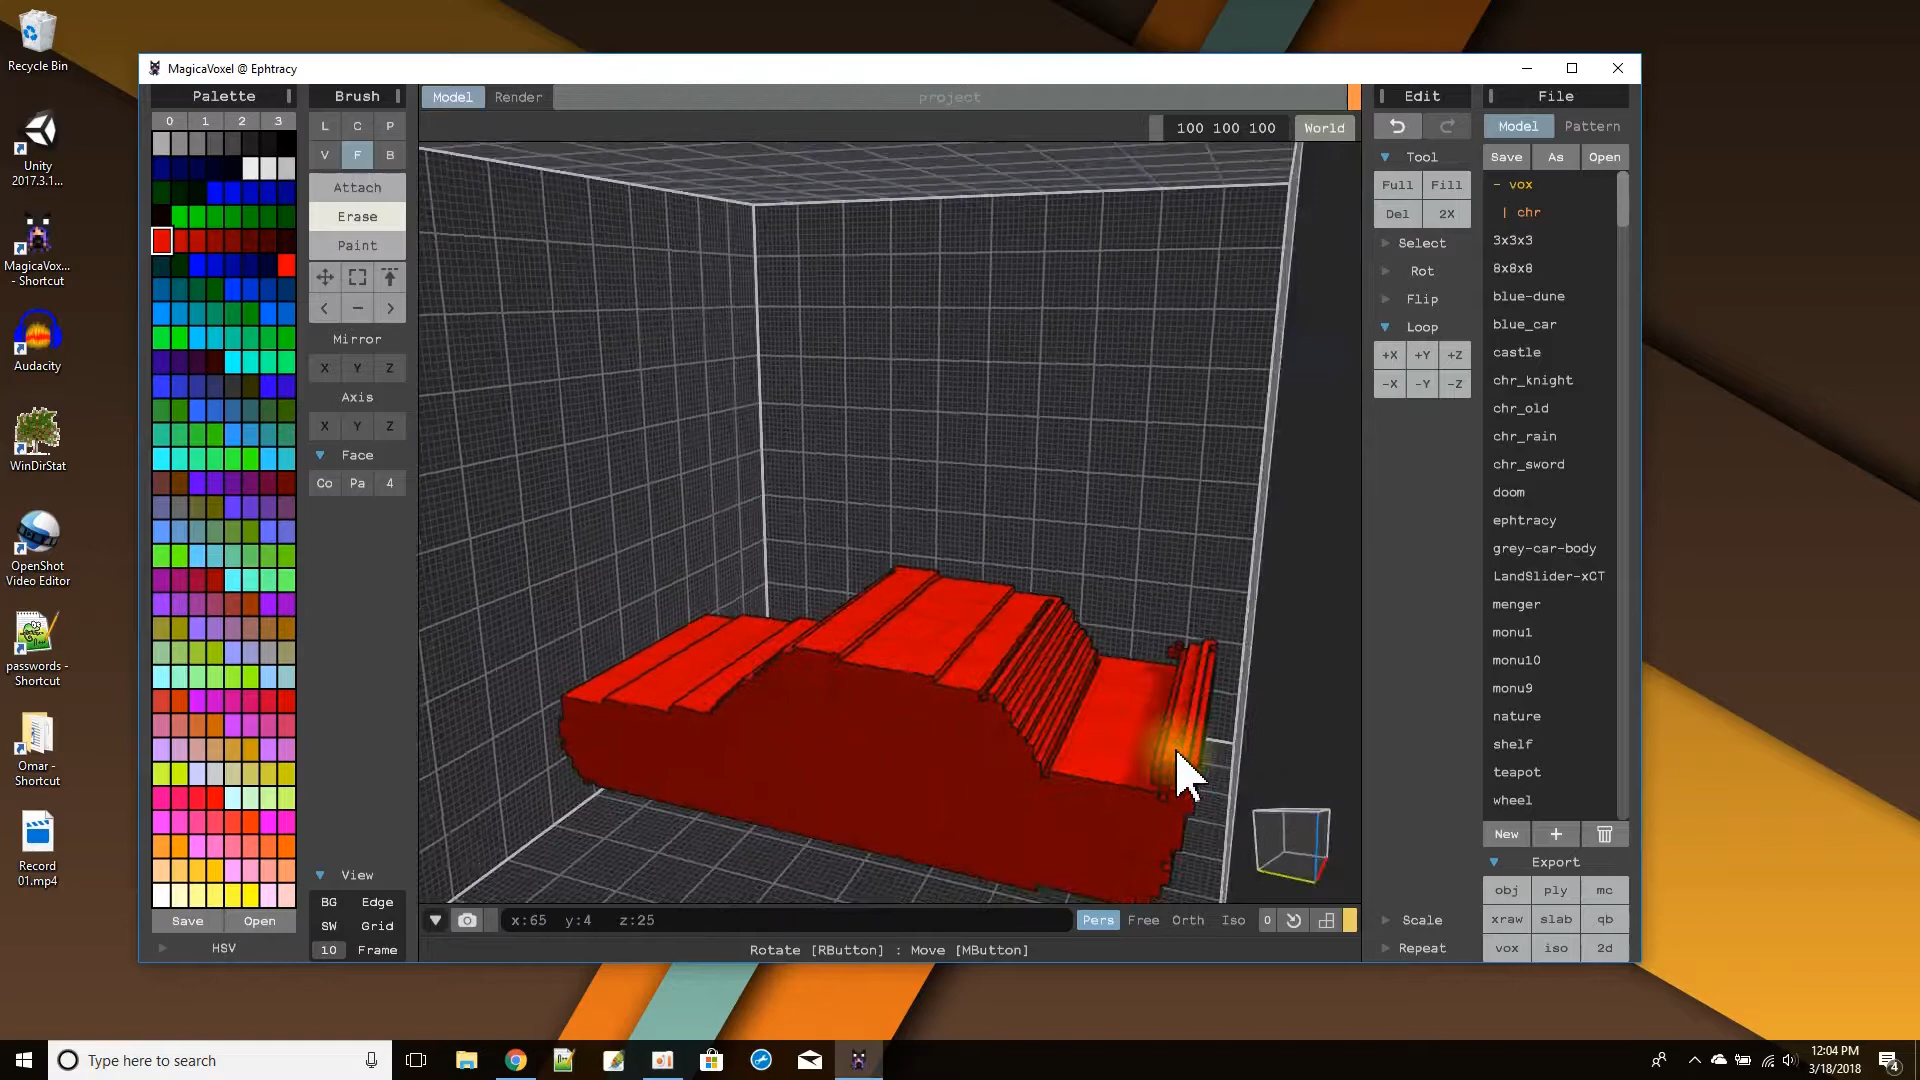 Recycle Bin
Unity
2017.3.1...
MagicaVox...
- Shortcut
Audacity
WinDirStat
OpenShot
Video Editor
passwords -
Shortcut
Omar -
Shortcut
Record
01.mp4
MagicaVoxel @ Ephtracy
Palette
0 1 2 3
Save Open
HSV
Brush
L C P
V F B
Attach
Erase
Paint
< - >
Mirror
X Y Z
Axis
X Y Z
Face
Co Pa 4
View
BG Edge
SW Grid
10 Frame
Model Render project
100 100 100 World
x:65 y:4 z:25
Pers Free Orth Iso 0
Rotate [RButton] : Move [MButton]
Edit
Tool
Full Fill
Del 2X
Select
Rot
Flip
Loop
+X +Y +Z
-X -Y -Z
Scale
Repeat
File
Model Pattern
Save As Open
- vox
| chr
3x3x3
8x8x8
blue-dune
blue_car
castle
chr_knight
chr_old
chr_rain
chr_sword
doom
ephtracy
grey-car-body
LandSlider-xCT
menger
monu1
monu10
monu9
nature
shelf
teapot
wheel
New +
Export
obj ply mc
xraw slab qb
vox iso 2d
Type here to search
12:04 PM
3/18/2018
4